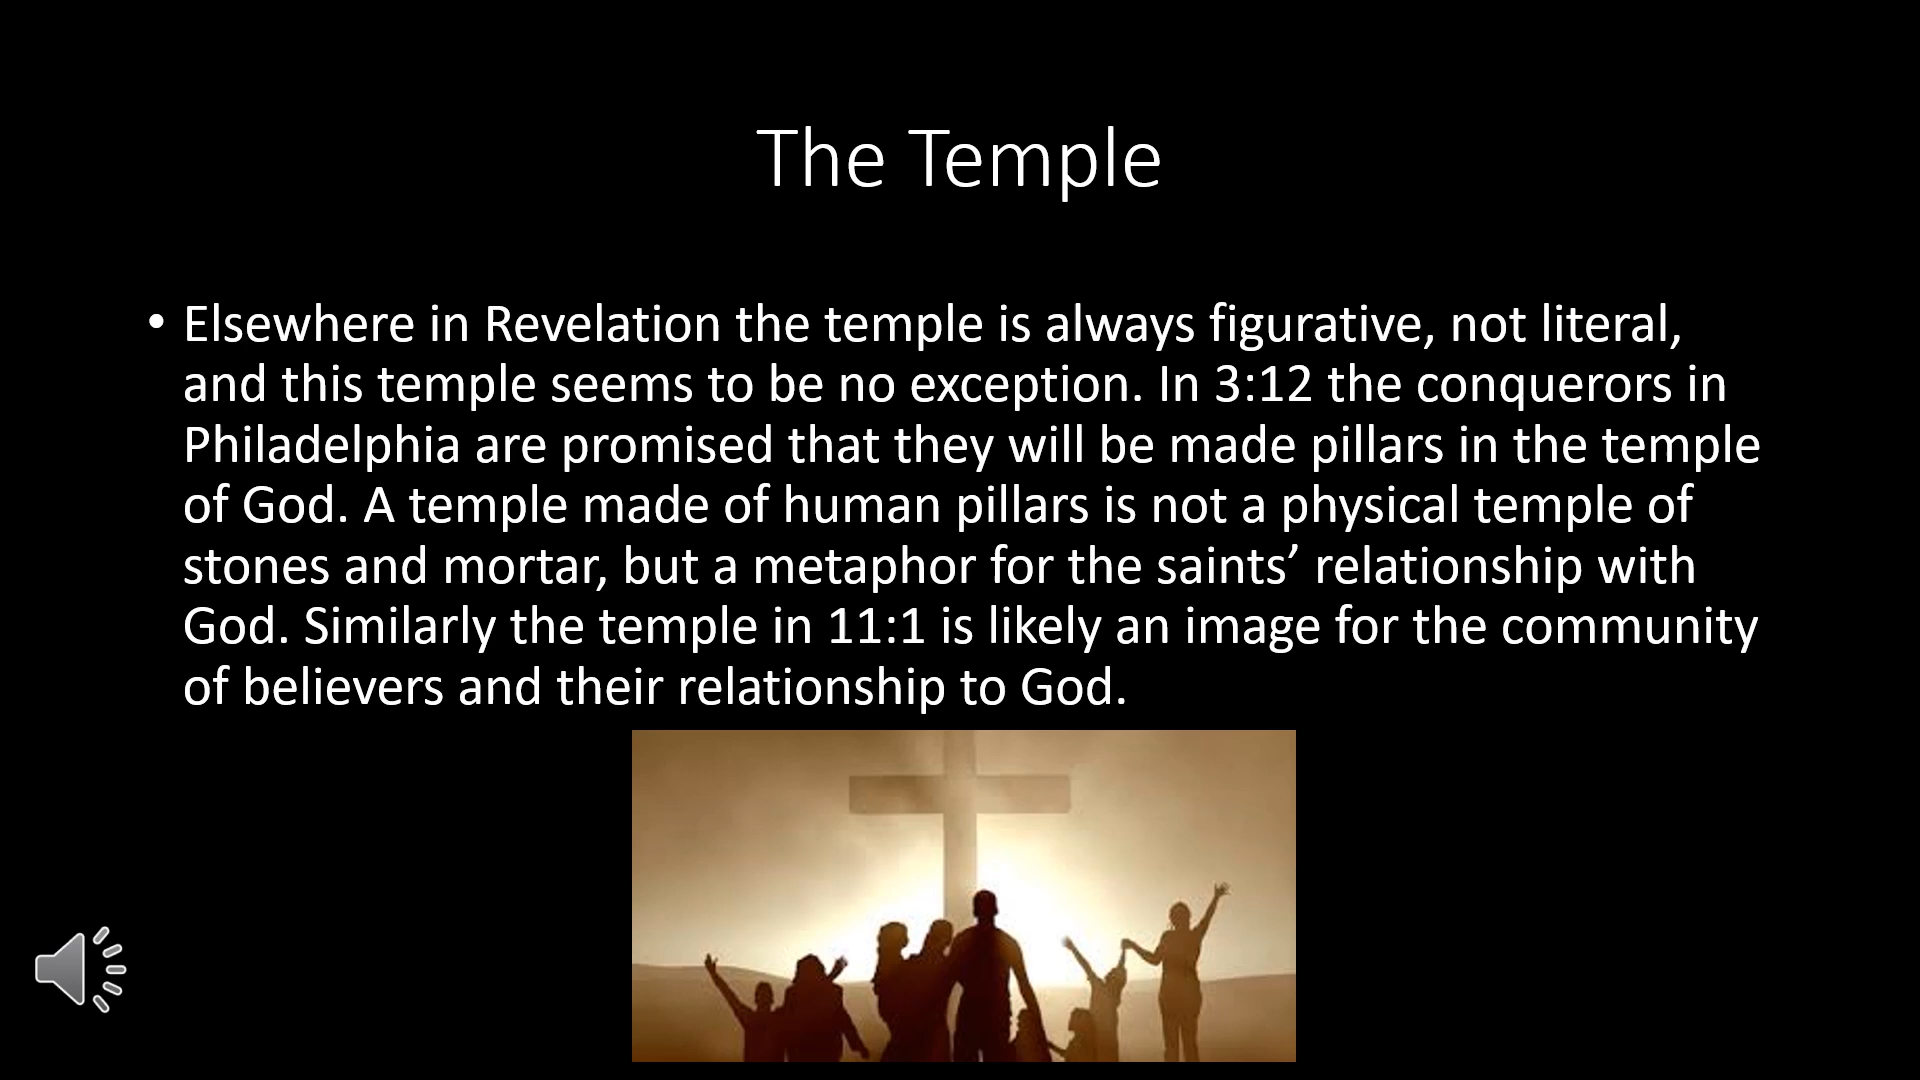 The Temple
• Elsewhere in Revelation the temple is always figurative, not literal,
and this temple seems to be no exception. In 3:12 the conquerors in
Philadelphia are promised that they will be made pillars in the temple
of God. A temple made of human pillars is not a physical temple of
stones and mortar, but a metaphor for the saints’ relationship with
God. Similarly the temple in 11:1 is likely an image for the community
of believers and their relationship to God.